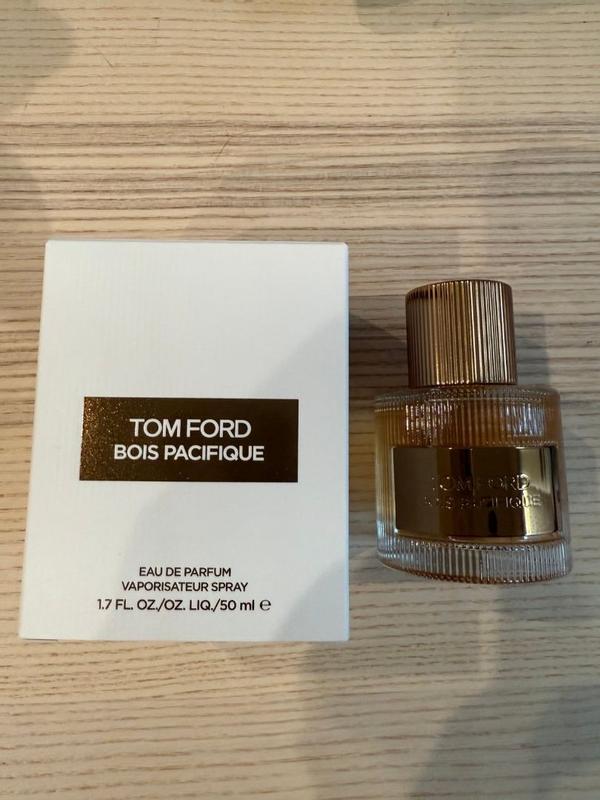 TOM FORD
BOIS PACIFIQUE
EAU DE PARFUM
VAPORISATEUR SPRAY
1.7 FL. OZ./OZ. LIQ./50 ml ℮
TOM FORD
BOIS PACIFIQUE